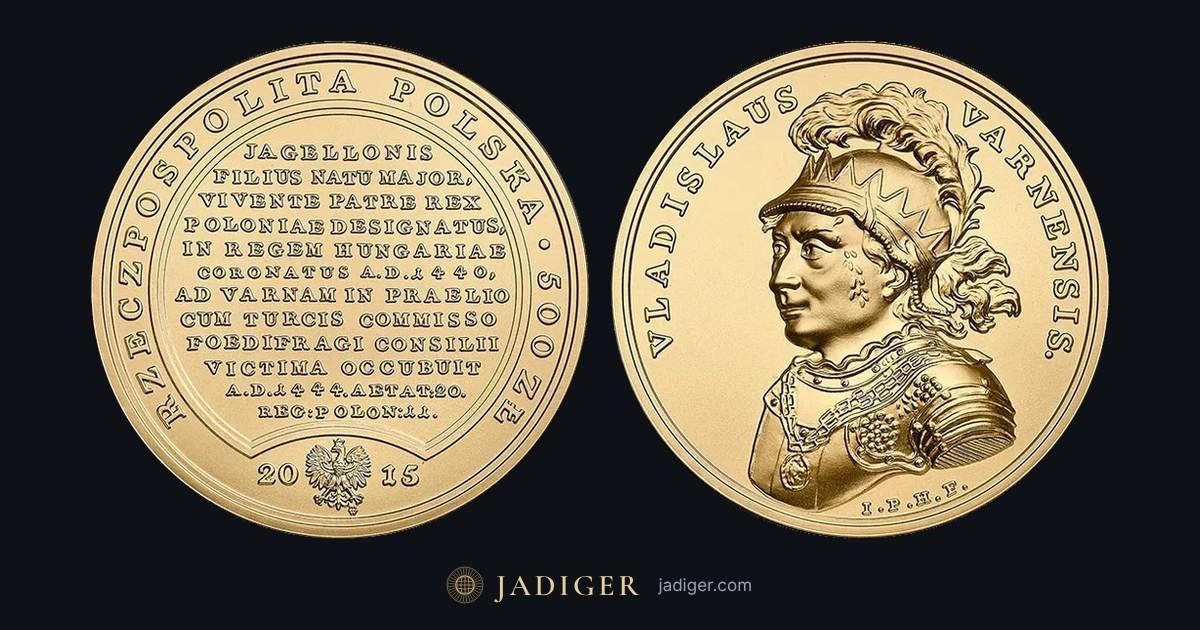 RZECZPOSPOLITA POLSKA · 500 ZŁ
JAGELLONIS
FILIUS NATU MAJOR,
VIVENTE PATRE REX
POLONIAE DESIGNATUS,
IN REGEM HUNGARIAE
CORONATUS A.D.1440,
AD VARNAM IN PRAELIO
CUM TURCIS COMMISSO
FOEDIFRAGI CONSILII
VICTIMA OCCUBUIT
A.D.1444.AETAT:20.
REG:POLON:11.
2015
VLADISLAUS VARNENSIS.
I.P.H.F.
JADIGER jadiger.com